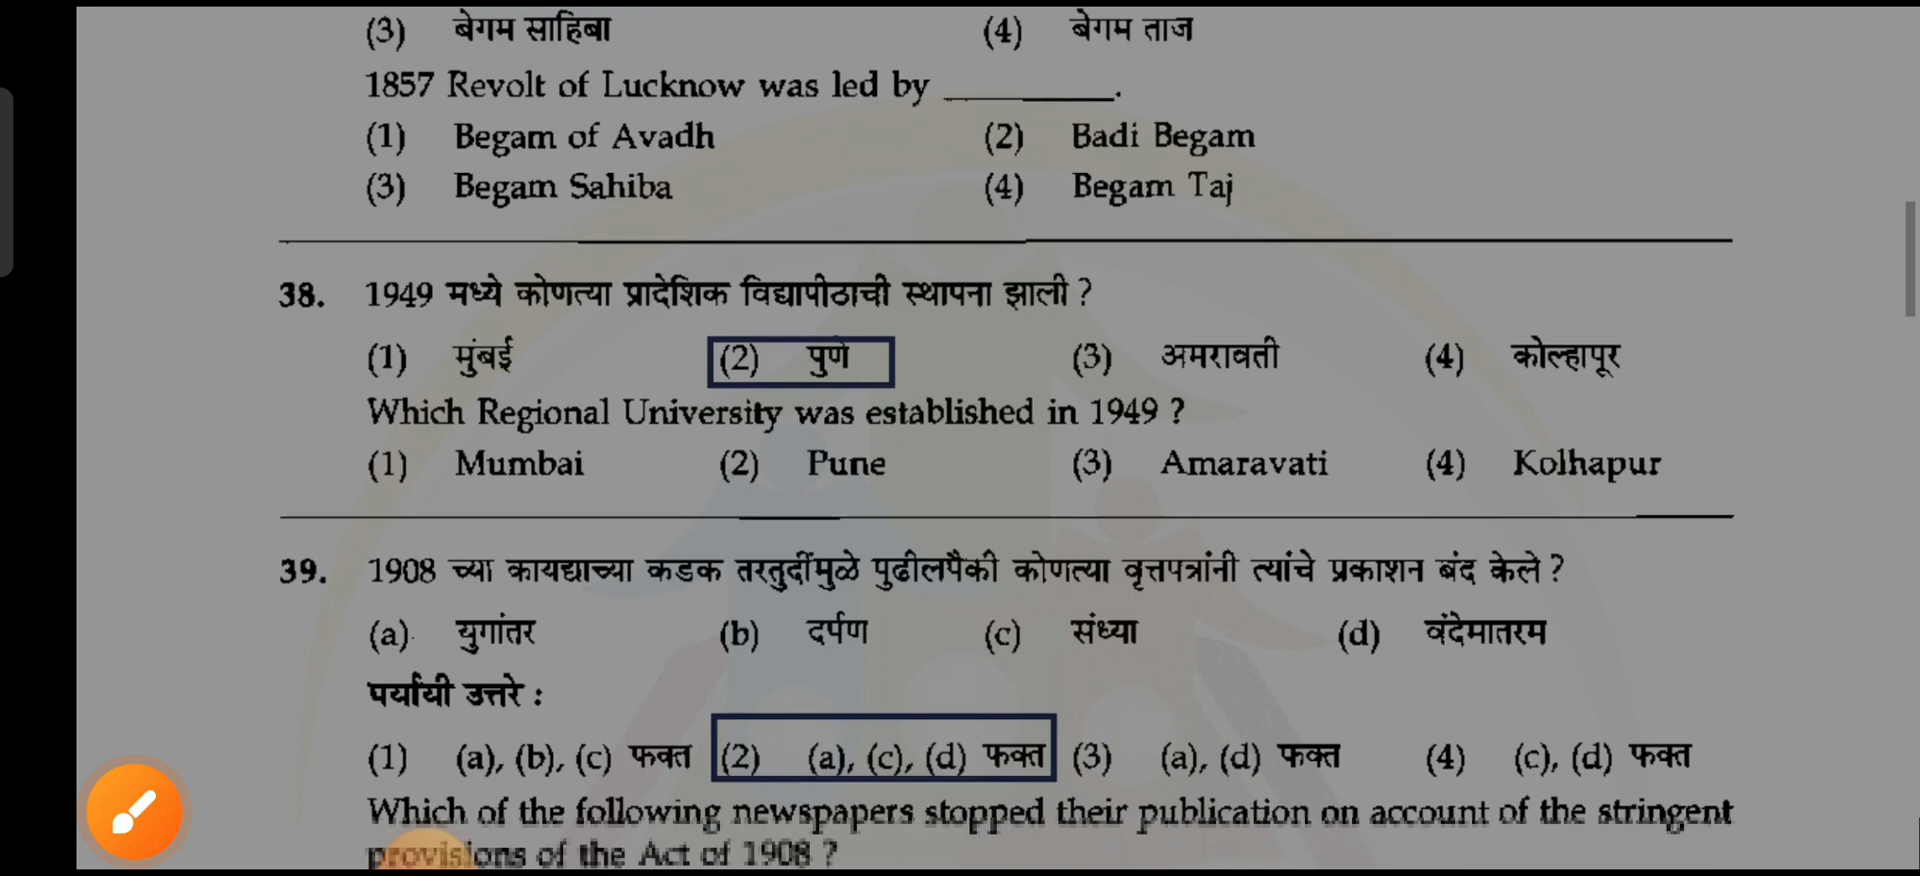 (3) बेगम साहिबा (4) बेगम ताज
1857 Revolt of Lucknow was led by ________.
(1) Begam of Avadh (2) Badi Begam
(3) Begam Sahiba (4) Begam Taj
38. 1949 मध्ये कोणत्या प्रादेशिक विद्यापीठाची स्थापना झाली ?
(1) मुंबई (2) पुणे (3) अमरावती (4) कोल्हापूर
Which Regional University was established in 1949 ?
(1) Mumbai (2) Pune (3) Amaravati (4) Kolhapur
39. 1908 च्या कायद्याच्या कडक तरतुदींमुळे पुढीलपैकी कोणत्या वृत्तपत्रांनी त्यांचे प्रकाशन बंद केले ?
(a) युगांतर (b) दर्पण (c) संध्या (d) वंदेमातरम
पर्यायी उत्तरे :
(1) (a), (b), (c) फक्त (2) (a), (c), (d) फक्त (3) (a), (d) फक्त (4) (c), (d) फक्त
Which of the following newspapers stopped their publication on account of the stringent
provisions of the Act of 1908 ?